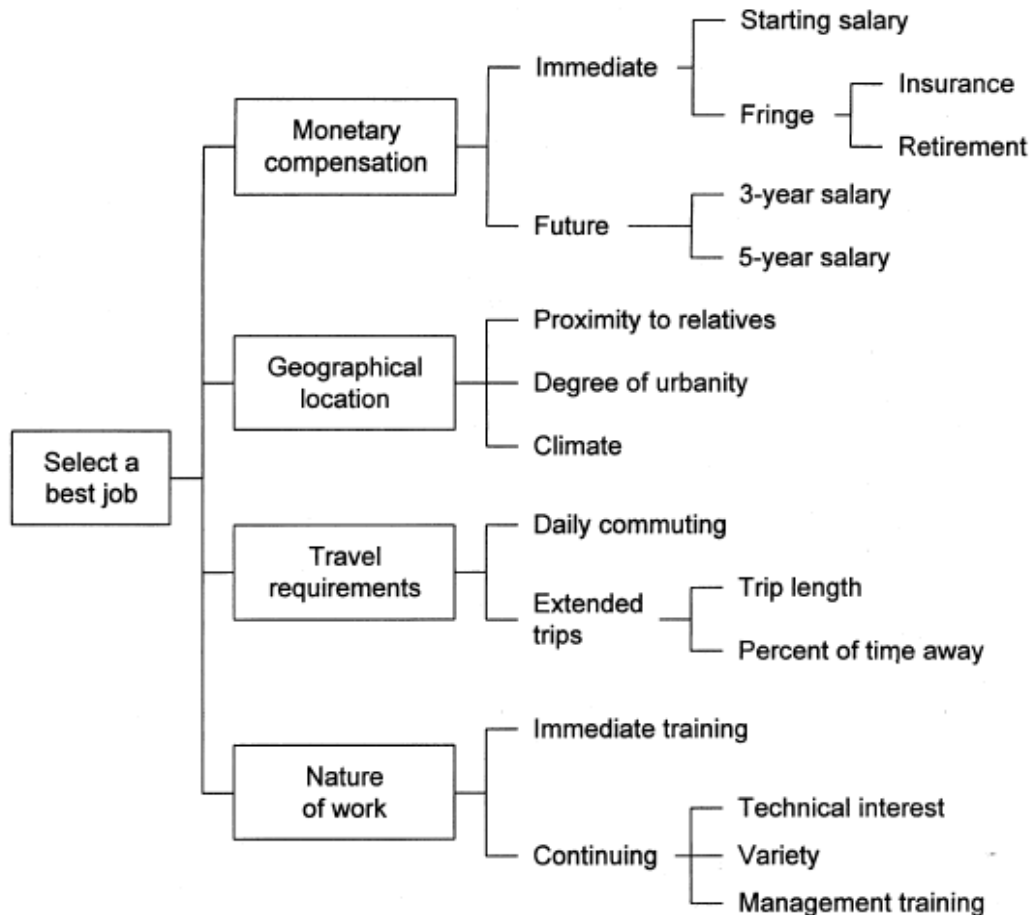 Starting salary
Immediate
Insurance
Fringe
Monetary
compensation
Retirement
3-year salary
Future
5-year salary
Proximity to relatives
Geographical
location
Degree of urbanity
Climate
Select a
best job
Daily commuting
Travel
requirements
Trip length
Extended
trips
Percent of time away
Immediate training
Nature
of work
Technical interest
Continuing
Variety
Management training